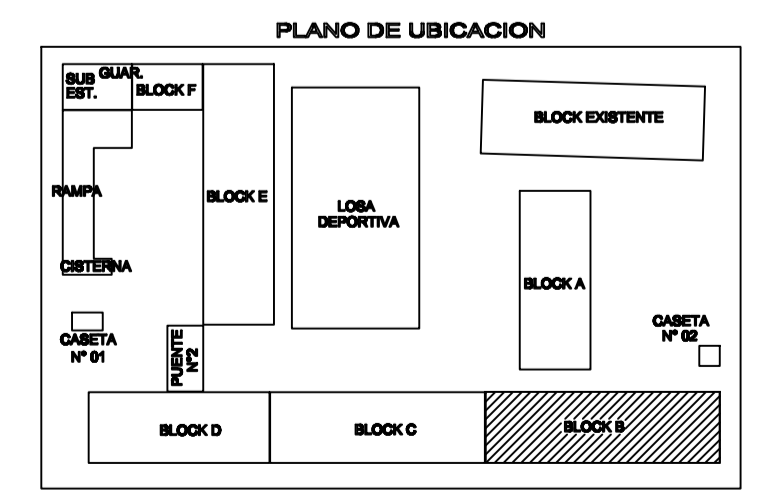 PLANO DE UBICACION
SUB
EST.
GUAR.
BLOCK F
BLOCK EXISTENTE
RAMPA
BLOCK E
LOSA
DEPORTIVA
CISTERNA
BLOCK A
CASETA
N° 01
PUENTE
N°2
CASETA
N° 02
BLOCK D
BLOCK C
BLOCK B